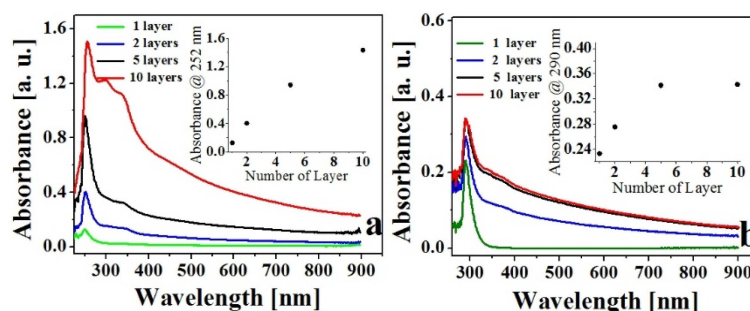 1 layer
2 layers
5 layers
10 layers
Absorbance @ 252 nm
1.6
1.2
0.8
0.4
0.0
2 4 6 8 10
Number of Layer
Absorbance [a. u.]
1.6
1.2
0.8
0.4
0.0
300 400 500 600 700 800 900
Wavelength [nm]
a
1 layer
2 layers
5 layers
10 layer
Absorbance @ 290 nm
0.40
0.36
0.32
0.28
0.24
2 4 6 8 10
Number of Layer
Absorbance [a. u.]
0.6
0.4
0.2
0.0
300 400 500 600 700 800 900
Wavelength [nm]
b